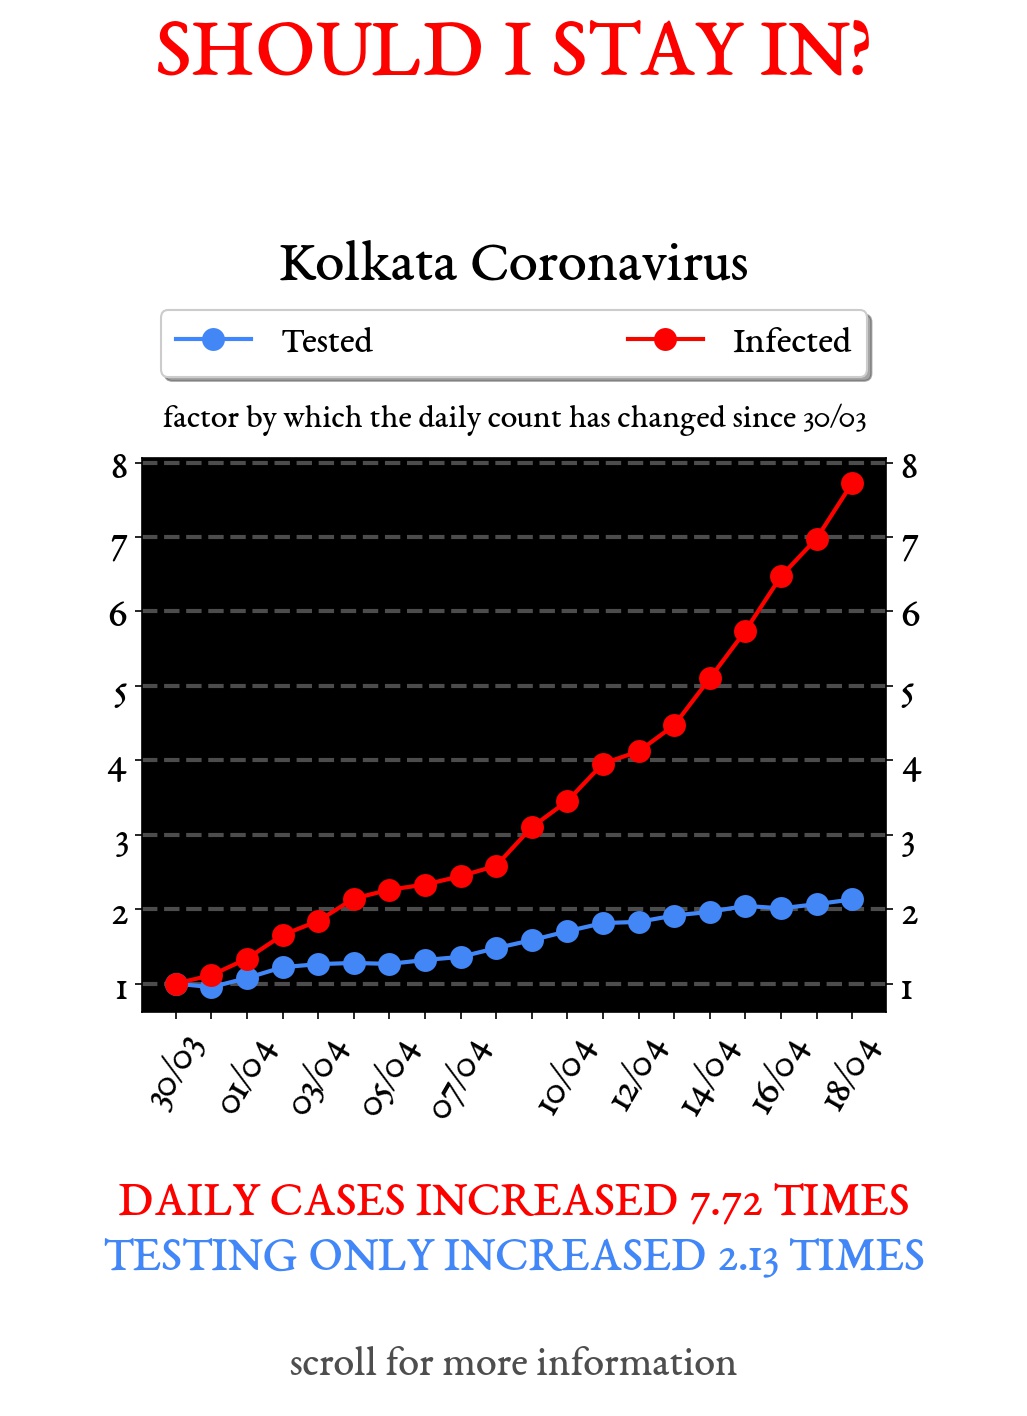 SHOULD I STAY IN?
Kolkata Coronavirus
Tested Infected
factor by which the daily count has changed since 30/03
8 8
7 7
6 6
5 5
4 4
3 3
2 2
1 1
30/03 01/04 03/04 05/04 07/04 10/04 12/04 14/04 16/04 18/04
DAILY CASES INCREASED 7.72 TIMES
TESTING ONLY INCREASED 2.13 TIMES
scroll for more information